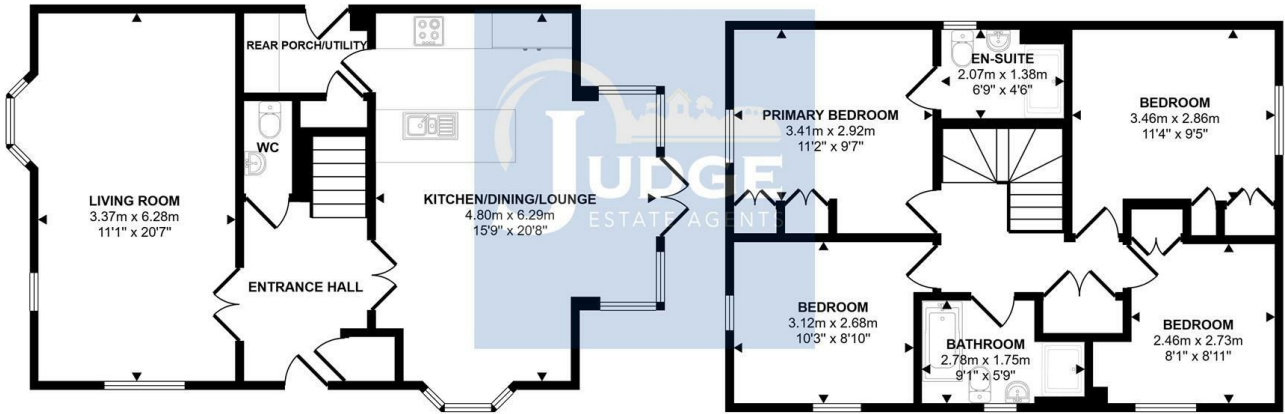 REAR PORCH/UTILITY
WC
LIVING ROOM
3.37m x 6.28m
11'1" x 20'7"
KITCHEN/DINING/LOUNGE
4.80m x 6.29m
15'9" x 20'8"
ENTRANCE HALL
JUDGE
ESTATE AGENTS
PRIMARY BEDROOM
3.41m x 2.92m
11'2" x 9'7"
EN-SUITE
2.07m x 1.38m
6'9" x 4'6"
BEDROOM
3.46m x 2.86m
11'4" x 9'5"
BEDROOM
3.12m x 2.68m
10'3" x 8'10"
BATHROOM
2.78m x 1.75m
9'1" x 5'9"
BEDROOM
2.46m x 2.73m
8'1" x 8'11"